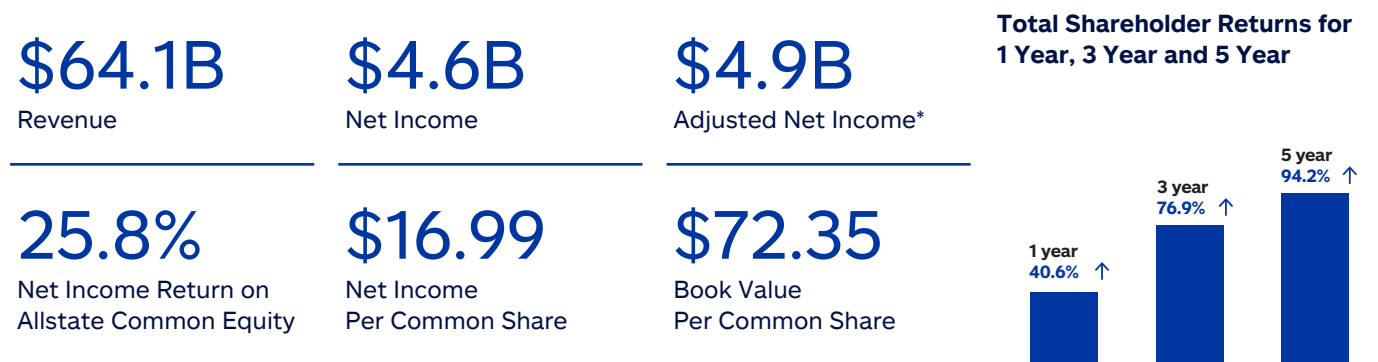 $64.1B
Revenue
$4.6B
Net Income
$4.9B
Adjusted Net Income*
25.8%
Net Income Return on
Allstate Common Equity
$16.99
Net Income
Per Common Share
$72.35
Book Value
Per Common Share
Total Shareholder Returns for
1 Year, 3 Year and 5 Year
1 year
40.6% ↑
3 year
76.9% ↑
5 year
94.2% ↑